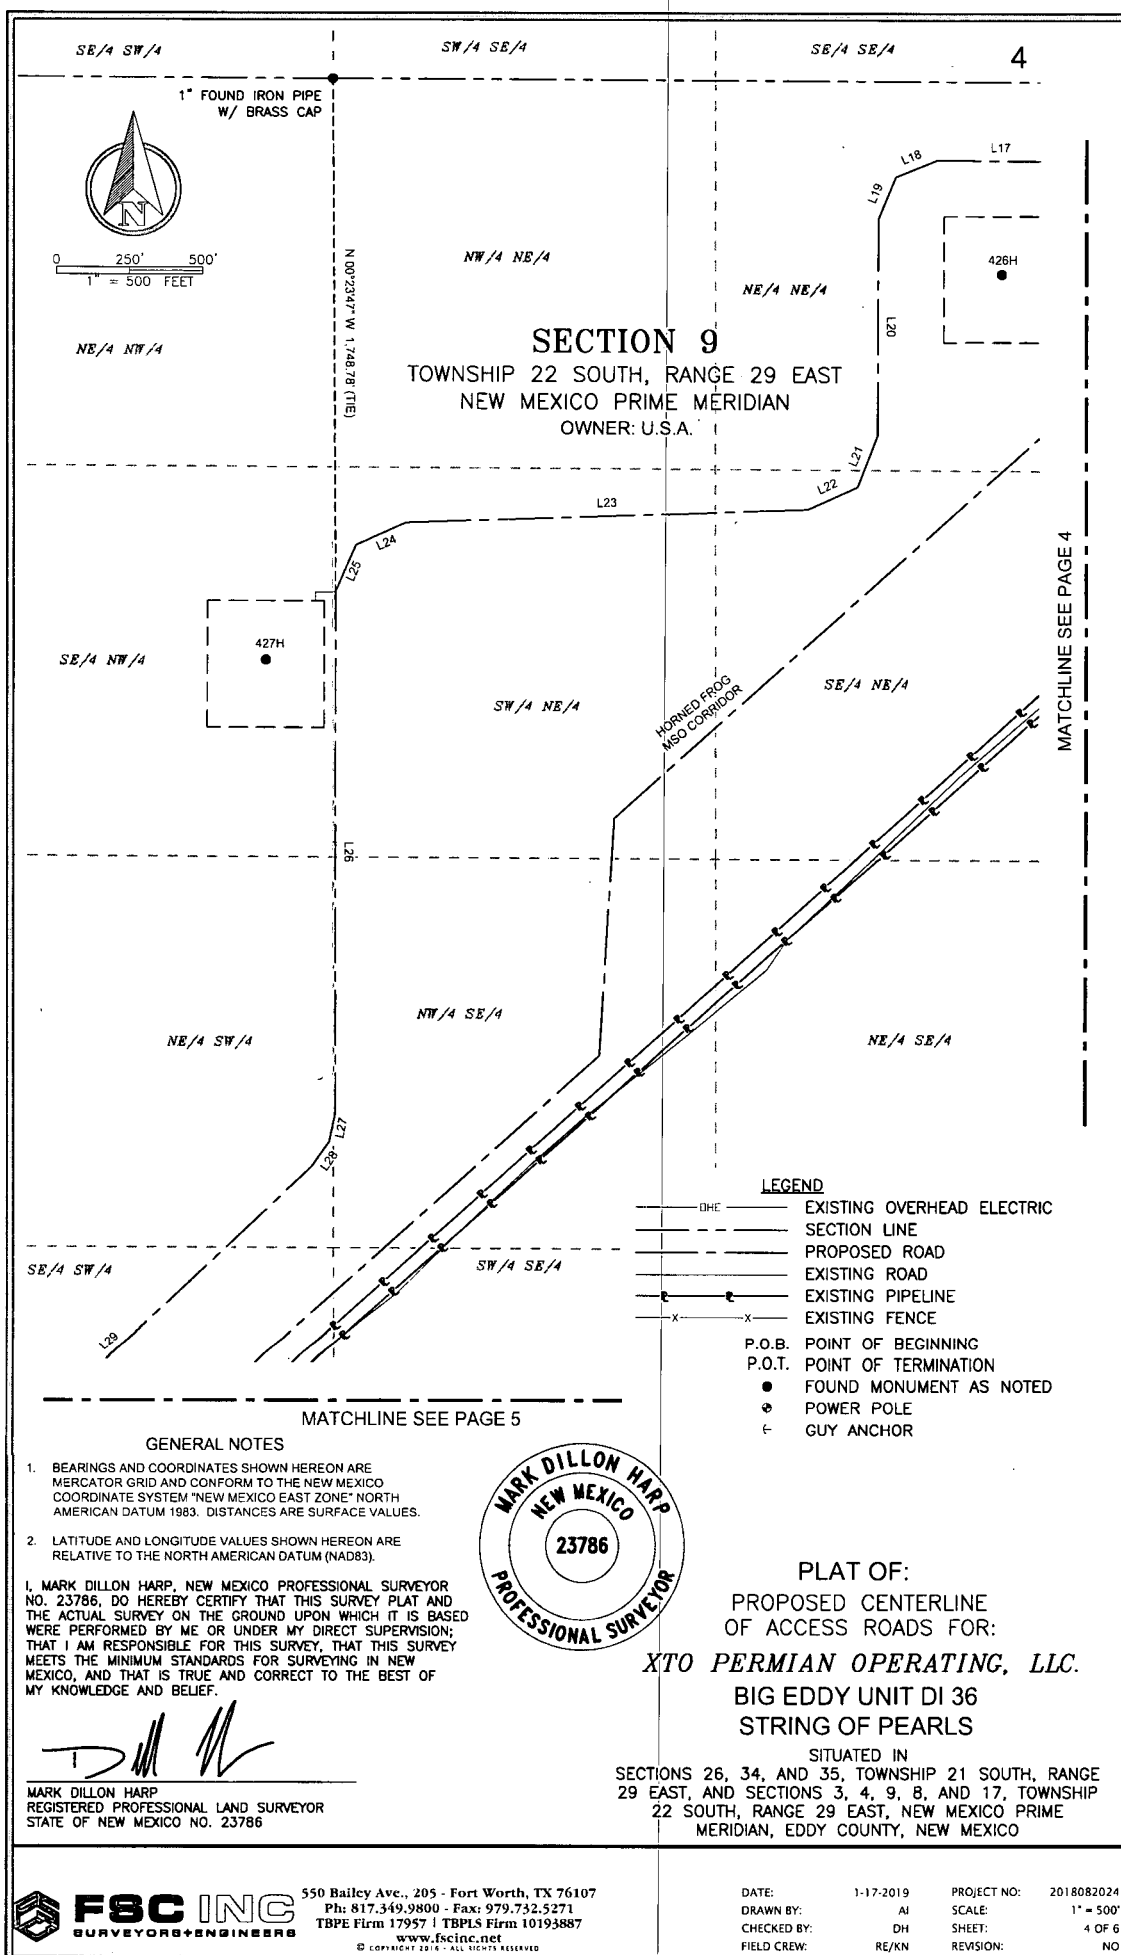 SE/4 SW/4
SW/4 SE/4
SE/4 SE/4
4
1" FOUND IRON PIPE
W/ BRASS CAP
L17
L18
L19
N
0 250' 500'
1" = 500 FEET
N 00°23'47" W 1,748.78' (TIE)
NW/4 NE/4
426H
NE/4 NE/4
L20
NE/4 NW/4
SECTION 9
TOWNSHIP 22 SOUTH, RANGE 29 EAST
NEW MEXICO PRIME MERIDIAN
OWNER: U.S.A.
L21
L22
L23
L24
L25
MATCHLINE SEE PAGE 4
427H
SE/4 NW/4
SW/4 NE/4
SE/4 NE/4
HORNED FROG
MSO CORRIDOR
L26
NE/4 SW/4
NW/4 SE/4
NE/4 SE/4
L27
L28
SE/4 SW/4
SW/4 SE/4
L29
LEGEND
OHE EXISTING OVERHEAD ELECTRIC
SECTION LINE
PROPOSED ROAD
EXISTING ROAD
EXISTING PIPELINE
X X EXISTING FENCE
P.O.B. POINT OF BEGINNING
P.O.T. POINT OF TERMINATION
FOUND MONUMENT AS NOTED
POWER POLE
GUY ANCHOR
MATCHLINE SEE PAGE 5
GENERAL NOTES
1. BEARINGS AND COORDINATES SHOWN HEREON ARE
MERCATOR GRID AND CONFORM TO THE NEW MEXICO
COORDINATE SYSTEM "NEW MEXICO EAST ZONE" NORTH
AMERICAN DATUM 1983. DISTANCES ARE SURFACE VALUES.
2. LATITUDE AND LONGITUDE VALUES SHOWN HEREON ARE
RELATIVE TO THE NORTH AMERICAN DATUM (NAD83).
I, MARK DILLON HARP, NEW MEXICO PROFESSIONAL SURVEYOR
NO. 23786, DO HEREBY CERTIFY THAT THIS SURVEY PLAT AND
THE ACTUAL SURVEY ON THE GROUND UPON WHICH IT IS BASED
WERE PERFORMED BY ME OR UNDER MY DIRECT SUPERVISION;
THAT I AM RESPONSIBLE FOR THIS SURVEY, THAT THIS SURVEY
MEETS THE MINIMUM STANDARDS FOR SURVEYING IN NEW
MEXICO, AND THAT IS TRUE AND CORRECT TO THE BEST OF
MY KNOWLEDGE AND BELIEF.
MARK DILLON HARP
NEW MEXICO
23786
PROFESSIONAL SURVEYOR
MARK DILLON HARP
REGISTERED PROFESSIONAL LAND SURVEYOR
STATE OF NEW MEXICO NO. 23786
PLAT OF:
PROPOSED CENTERLINE
OF ACCESS ROADS FOR:
XTO PERMIAN OPERATING, LLC.
BIG EDDY UNIT DI 36
STRING OF PEARLS
SITUATED IN
SECTIONS 26, 34, AND 35, TOWNSHIP 21 SOUTH, RANGE
29 EAST, AND SECTIONS 3, 4, 9, 8, AND 17, TOWNSHIP
22 SOUTH, RANGE 29 EAST, NEW MEXICO PRIME
MERIDIAN, EDDY COUNTY, NEW MEXICO
FSC INC
SURVEYORS+ENGINEERS
550 Bailey Ave., 205 - Fort Worth, TX 76107
Ph: 817.349.9800 - Fax: 979.732.5271
TBPE Firm 17957 | TBPLS Firm 10193887
www.fscinc.net
© COPYRIGHT 2016 - ALL RIGHTS RESERVED
DATE: 1-17-2019 PROJECT NO: 2018082024
DRAWN BY: AI SCALE: 1" = 500'
CHECKED BY: DH SHEET: 4 OF 6
FIELD CREW: RE/KN REVISION: NO